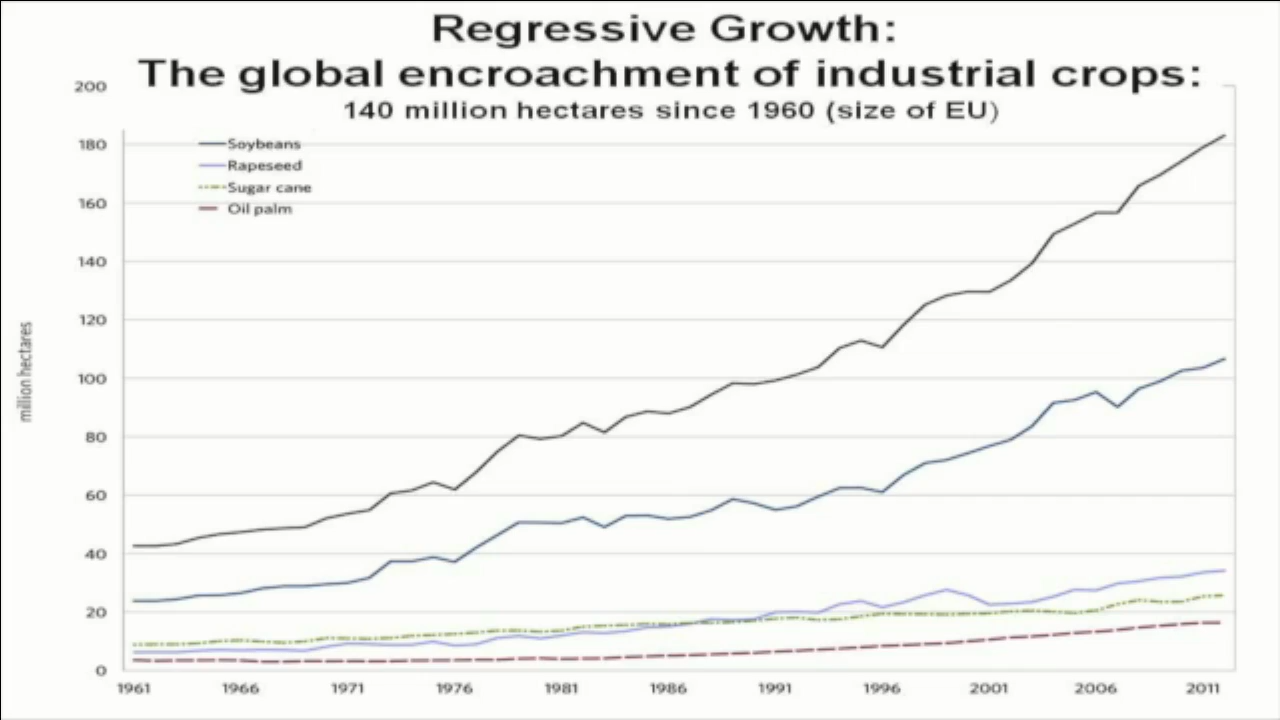 Regressive Growth:
The global encroachment of industrial crops:
140 million hectares since 1960 (size of EU)
200
180
160
140
120
100
80
60
40
20
0
million hectares
Soybeans
Rapeseed
Sugar cane
Oil palm
1961 1966 1971 1976 1981 1986 1991 1996 2001 2006 2011